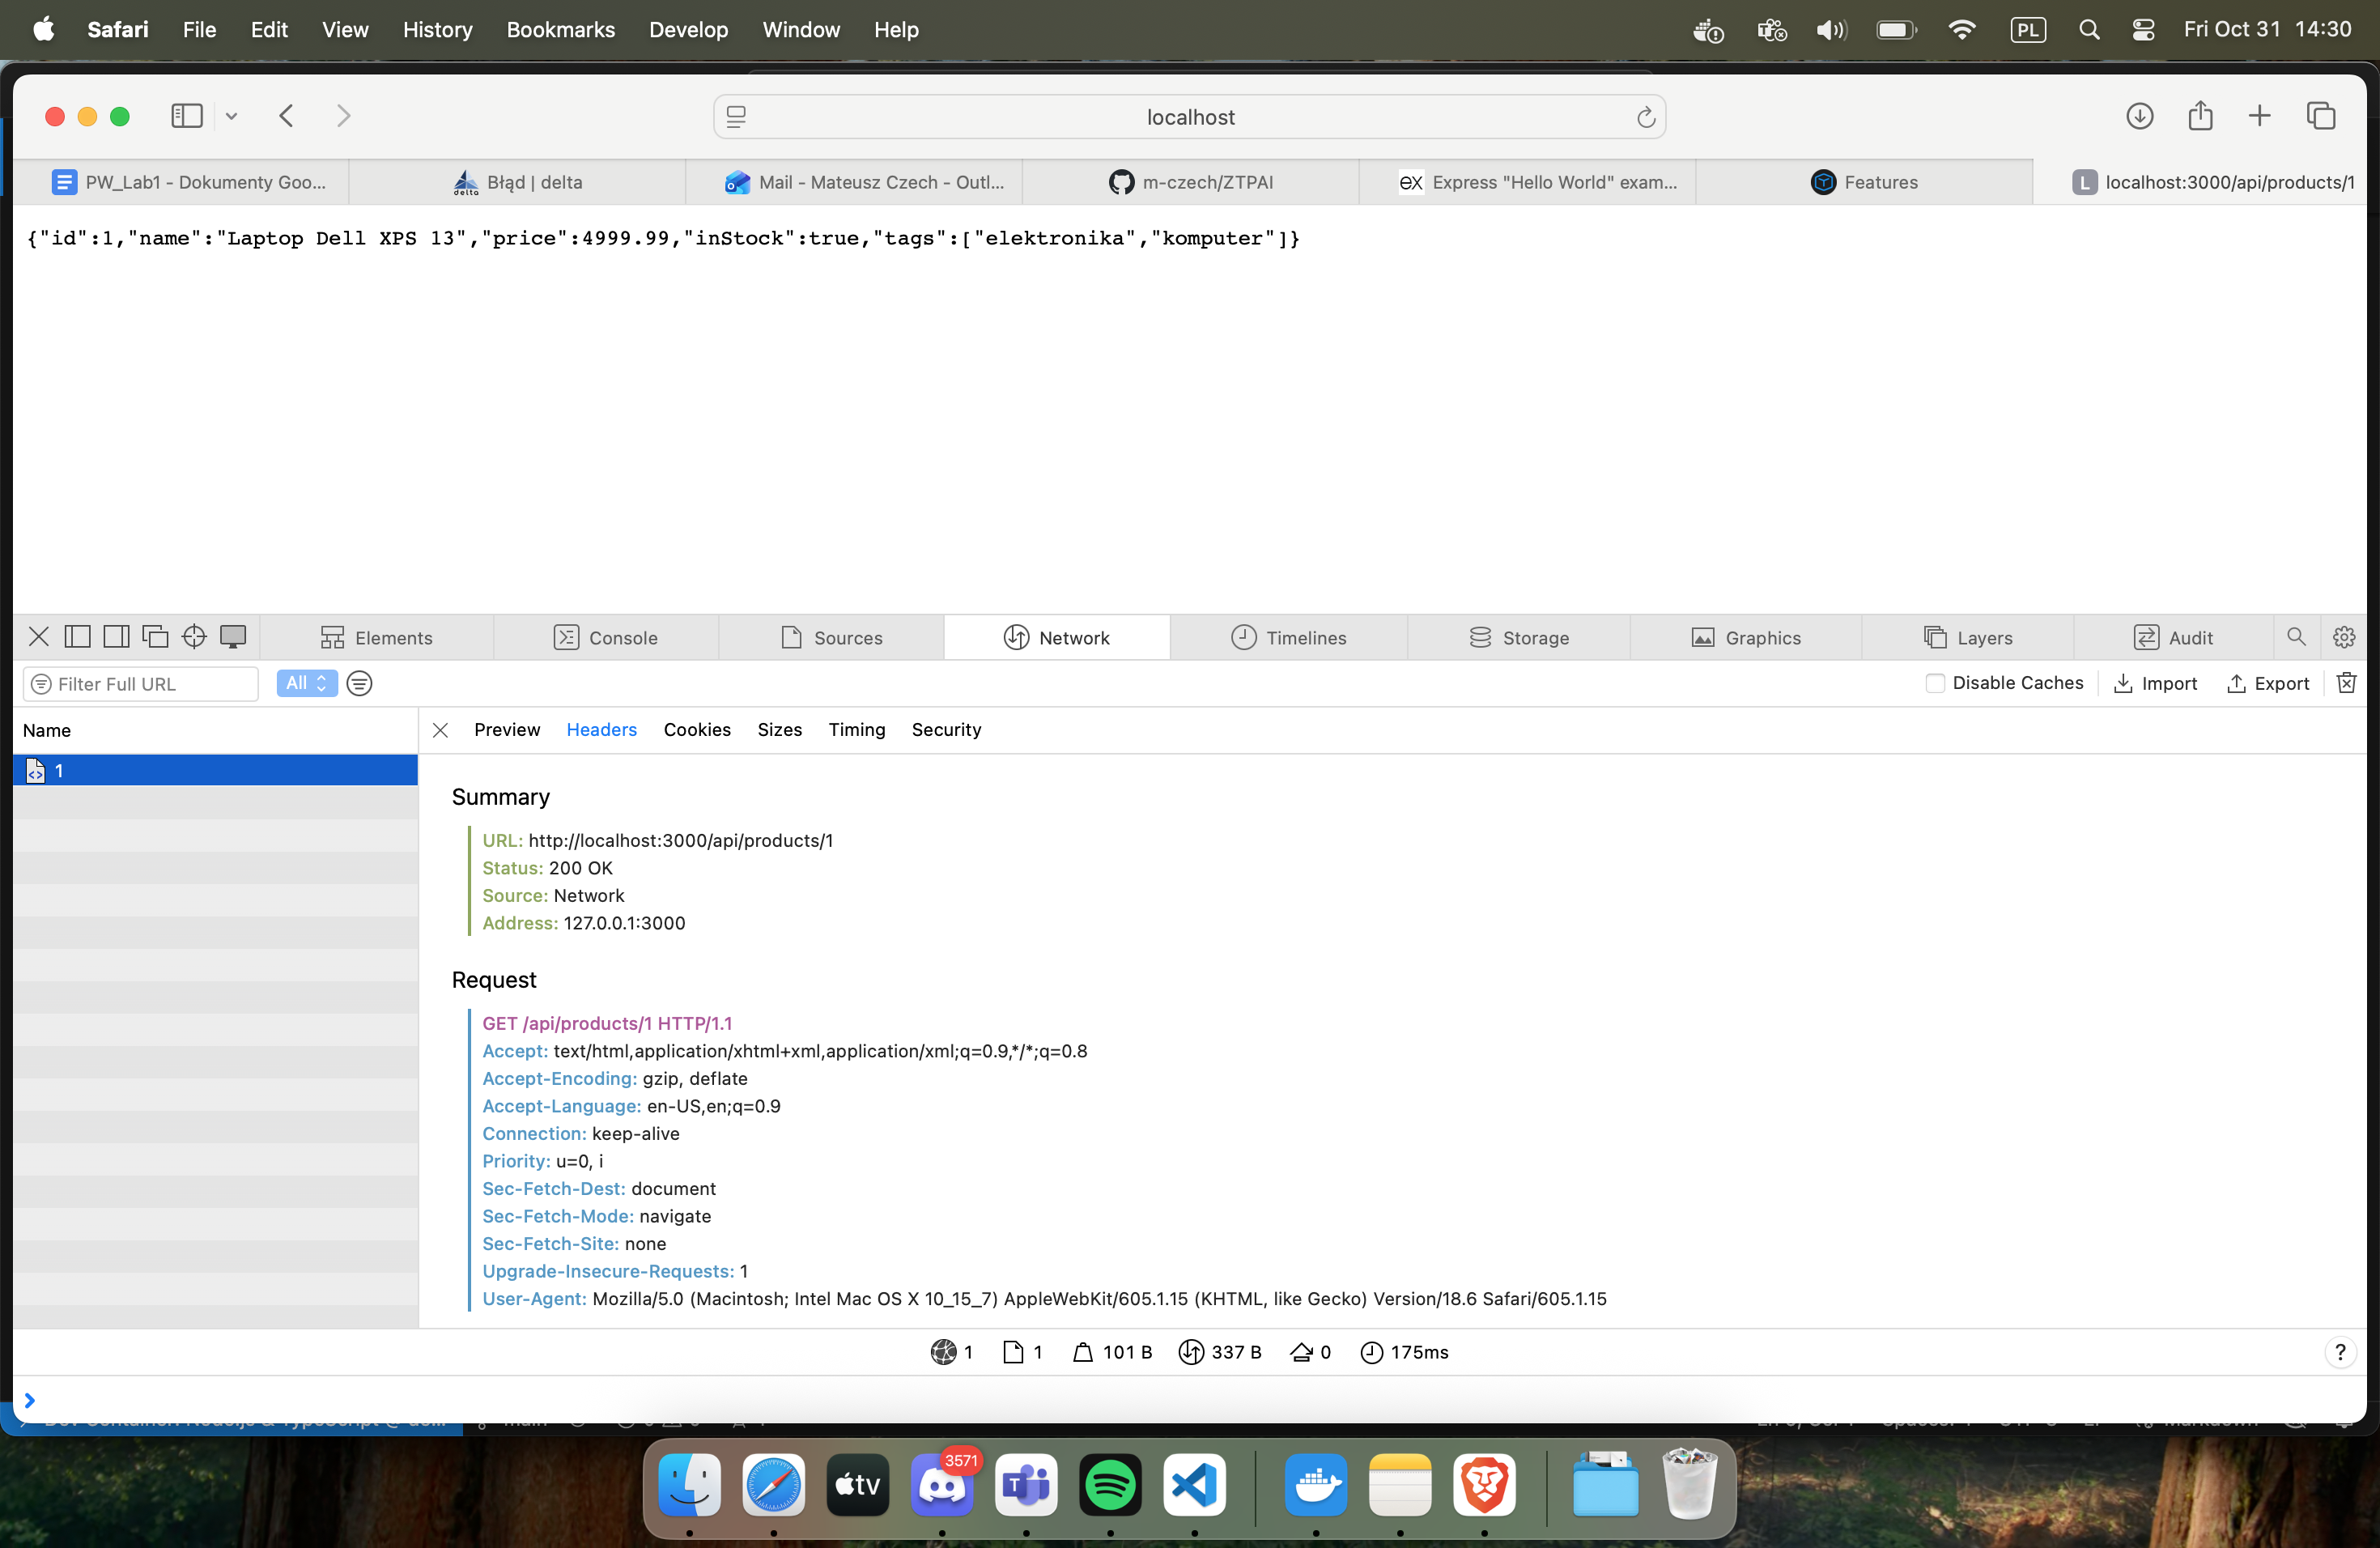 Safari File Edit View History Bookmarks Develop Window Help PL Fri Oct 31 14:30
localhost
PW_Lab1 - Dokumenty Goo... delta Błąd | delta Mail - Mateusz Czech - Outl... m-czech/ZTPAI ex Express "Hello World" exam... Features L localhost:3000/api/products/1
{"id":1,"name":"Laptop Dell XPS 13","price":4999.99,"inStock":true,"tags":["elektronika","komputer"]}
Elements Console Sources Network Timelines Storage Graphics Layers Audit
Filter Full URL All Disable Caches Import Export
Name Preview Headers Cookies Sizes Timing Security
1
Summary
URL: http://localhost:3000/api/products/1
Status: 200 OK
Source: Network
Address: 127.0.0.1:3000
Request
GET /api/products/1 HTTP/1.1
Accept: text/html,application/xhtml+xml,application/xml;q=0.9,*/*;q=0.8
Accept-Encoding: gzip, deflate
Accept-Language: en-US,en;q=0.9
Connection: keep-alive
Priority: u=0, i
Sec-Fetch-Dest: document
Sec-Fetch-Mode: navigate
Sec-Fetch-Site: none
Upgrade-Insecure-Requests: 1
User-Agent: Mozilla/5.0 (Macintosh; Intel Mac OS X 10_15_7) AppleWebKit/605.1.15 (KHTML, like Gecko) Version/18.6 Safari/605.1.15
1 1 101 B 337 B 0 175ms ?
3571
tv T